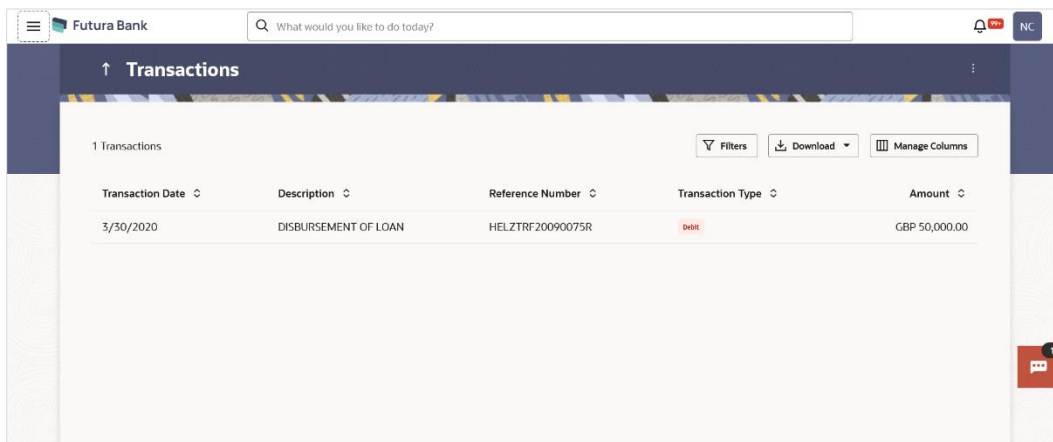 Futura Bank
What would you like to do today?
99+
NC
Transactions
1 Transactions
Filters
Download
Manage Columns
Transaction Date
Description
Reference Number
Transaction Type
Amount
3/30/2020
DISBURSEMENT OF LOAN
HELZTRF20090075R
Debit
GBP 50,000.00